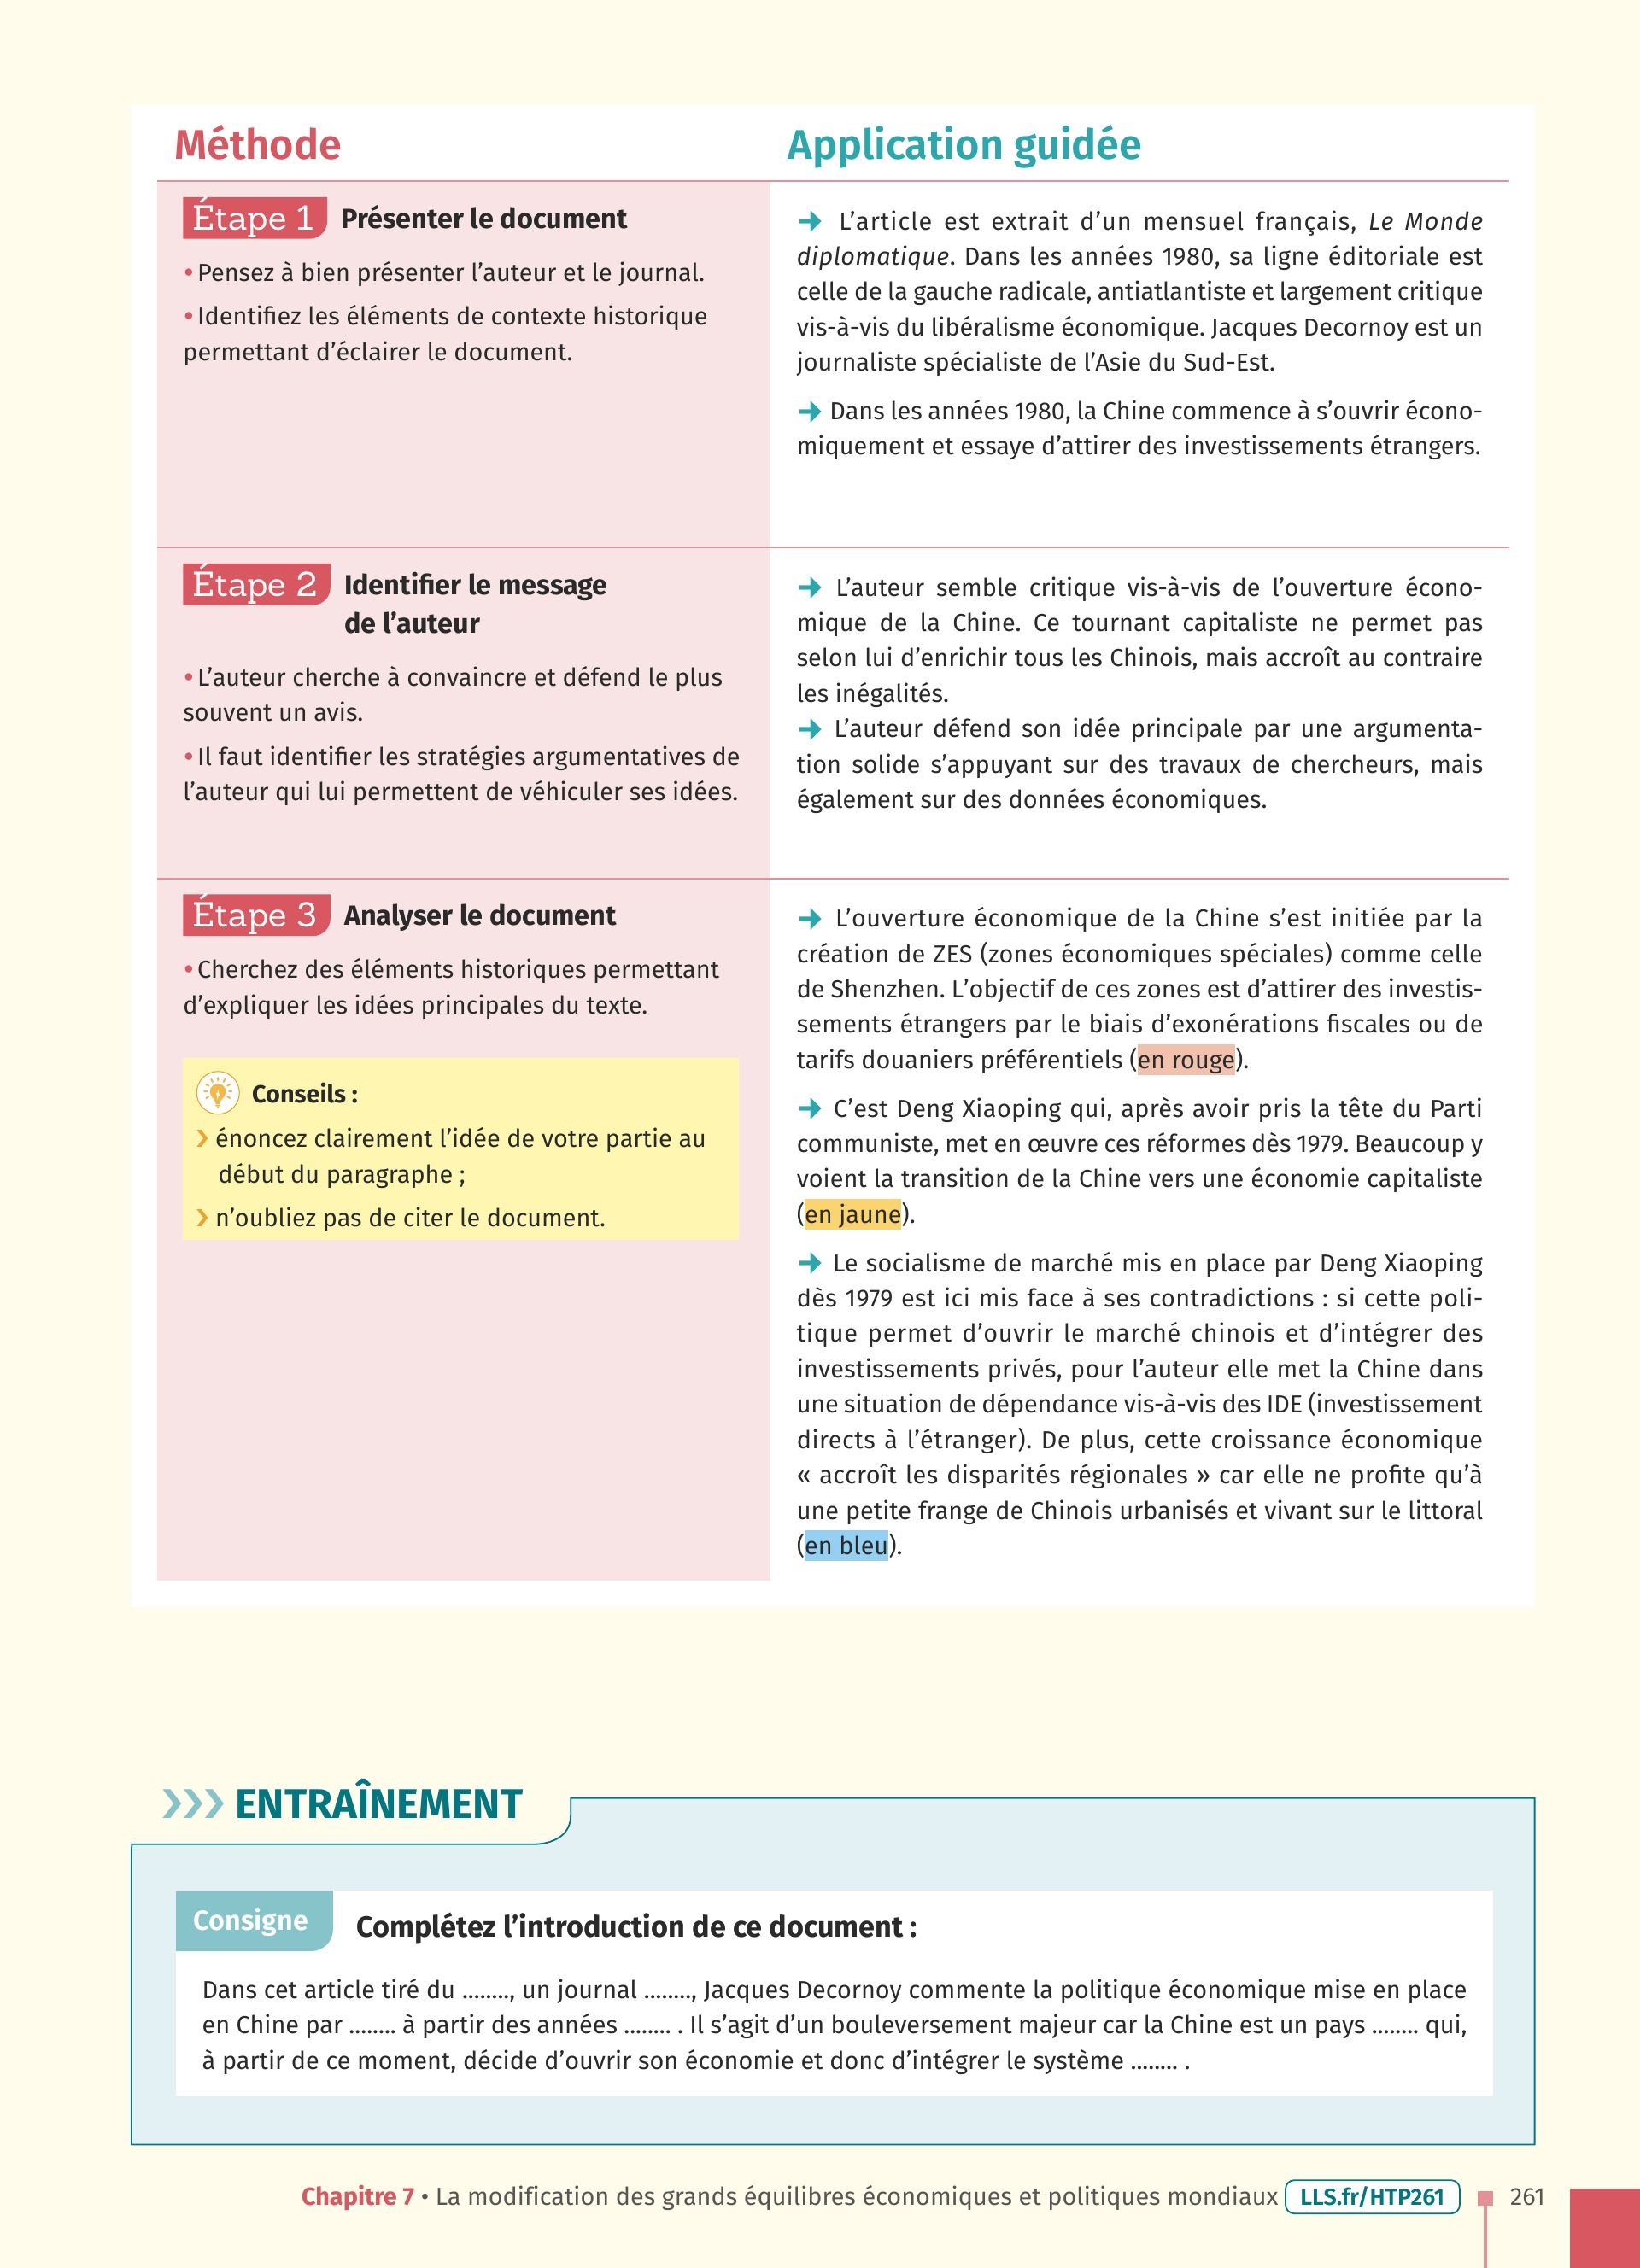 Méthode
Application guidée
Étape 1 Présenter le document
• Pensez à bien présenter l’auteur et le journal.
• Identifiez les éléments de contexte historique
permettant d’éclairer le document.
➜ L’article est extrait d’un mensuel français, Le Monde
diplomatique. Dans les années 1980, sa ligne éditoriale est
celle de la gauche radicale, antiatlantiste et largement critique
vis-à-vis du libéralisme économique. Jacques Decornoy est un
journaliste spécialiste de l’Asie du Sud-Est.
➜ Dans les années 1980, la Chine commence à s’ouvrir écono-
miquement et essaye d’attirer des investissements étrangers.
Étape 2 Identifier le message
de l’auteur
• L’auteur cherche à convaincre et défend le plus
souvent un avis.
• Il faut identifier les stratégies argumentatives de
l’auteur qui lui permettent de véhiculer ses idées.
➜ L’auteur semble critique vis-à-vis de l’ouverture écono-
mique de la Chine. Ce tournant capitaliste ne permet pas
selon lui d’enrichir tous les Chinois, mais accroît au contraire
les inégalités.
➜ L’auteur défend son idée principale par une argumenta-
tion solide s’appuyant sur des travaux de chercheurs, mais
également sur des données économiques.
Étape 3 Analyser le document
• Cherchez des éléments historiques permettant
d’expliquer les idées principales du texte.
Conseils :
› énoncez clairement l’idée de votre partie au
début du paragraphe ;
› n’oubliez pas de citer le document.
➜ L’ouverture économique de la Chine s’est initiée par la
création de ZES (zones économiques spéciales) comme celle
de Shenzhen. L’objectif de ces zones est d’attirer des investis-
sements étrangers par le biais d’exonérations fiscales ou de
tarifs douaniers préférentiels (en rouge).
➜ C’est Deng Xiaoping qui, après avoir pris la tête du Parti
communiste, met en œuvre ces réformes dès 1979. Beaucoup y
voient la transition de la Chine vers une économie capitaliste
(en jaune).
➜ Le socialisme de marché mis en place par Deng Xiaoping
dès 1979 est ici mis face à ses contradictions : si cette poli-
tique permet d’ouvrir le marché chinois et d’intégrer des
investissements privés, pour l’auteur elle met la Chine dans
une situation de dépendance vis-à-vis des IDE (investissement
directs à l’étranger). De plus, cette croissance économique
« accroît les disparités régionales » car elle ne profite qu’à
une petite frange de Chinois urbanisés et vivant sur le littoral
(en bleu).
››› ENTRAÎNEMENT
Consigne Complétez l’introduction de ce document :
Dans cet article tiré du ........, un journal ........, Jacques Decornoy commente la politique économique mise en place
en Chine par ........ à partir des années ........ . Il s’agit d’un bouleversement majeur car la Chine est un pays ........ qui,
à partir de ce moment, décide d’ouvrir son économie et donc d’intégrer le système ........ .
Chapitre 7 • La modification des grands équilibres économiques et politiques mondiaux LLS.fr/HTP261 261